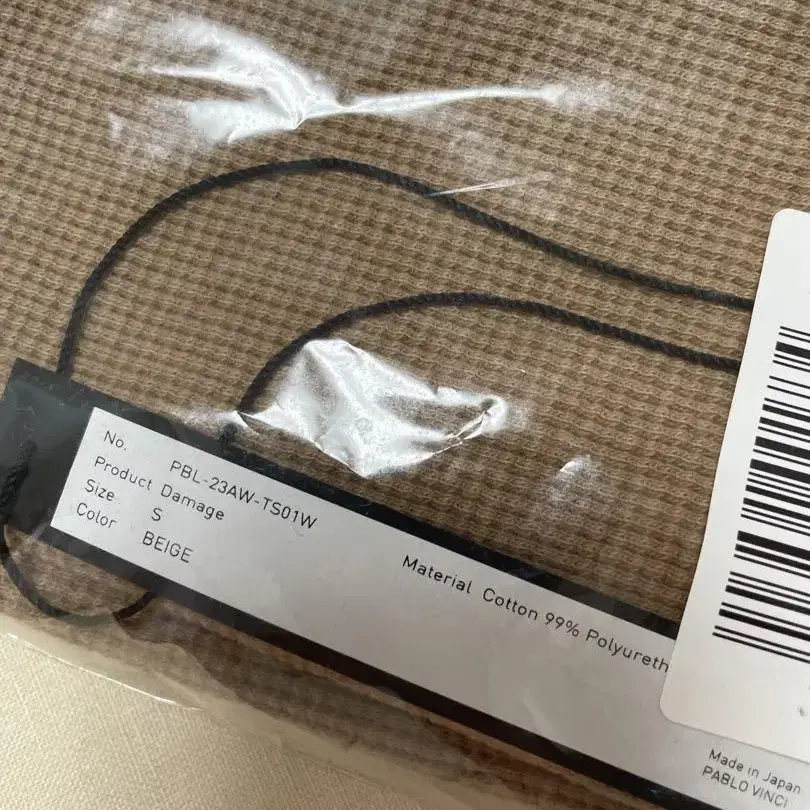 No. PBL-23AW-TS01W
Product Damage
Size S
Color BEIGE
Material Cotton 99% Polyureth
Made in Japan
PABLO VINCI